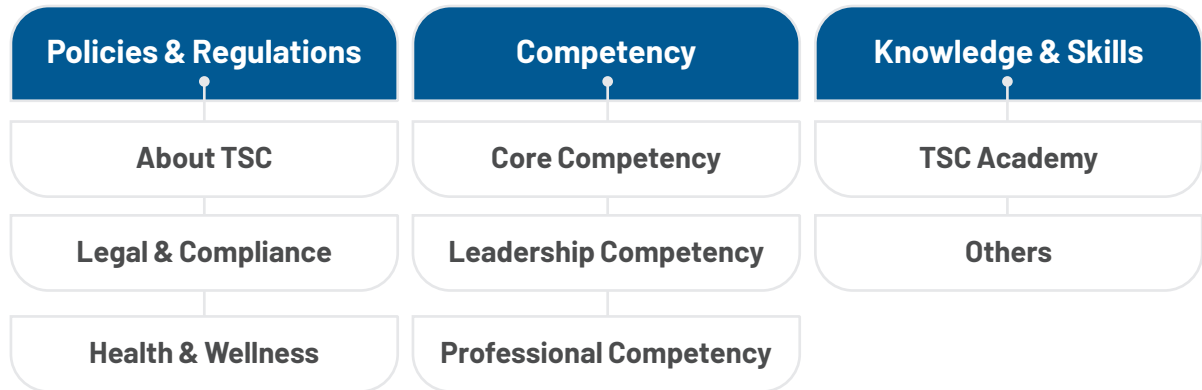 Policies & Regulations
About TSC
Legal & Compliance
Health & Wellness
Competency
Core Competency
Leadership Competency
Professional Competency
Knowledge & Skills
TSC Academy
Others